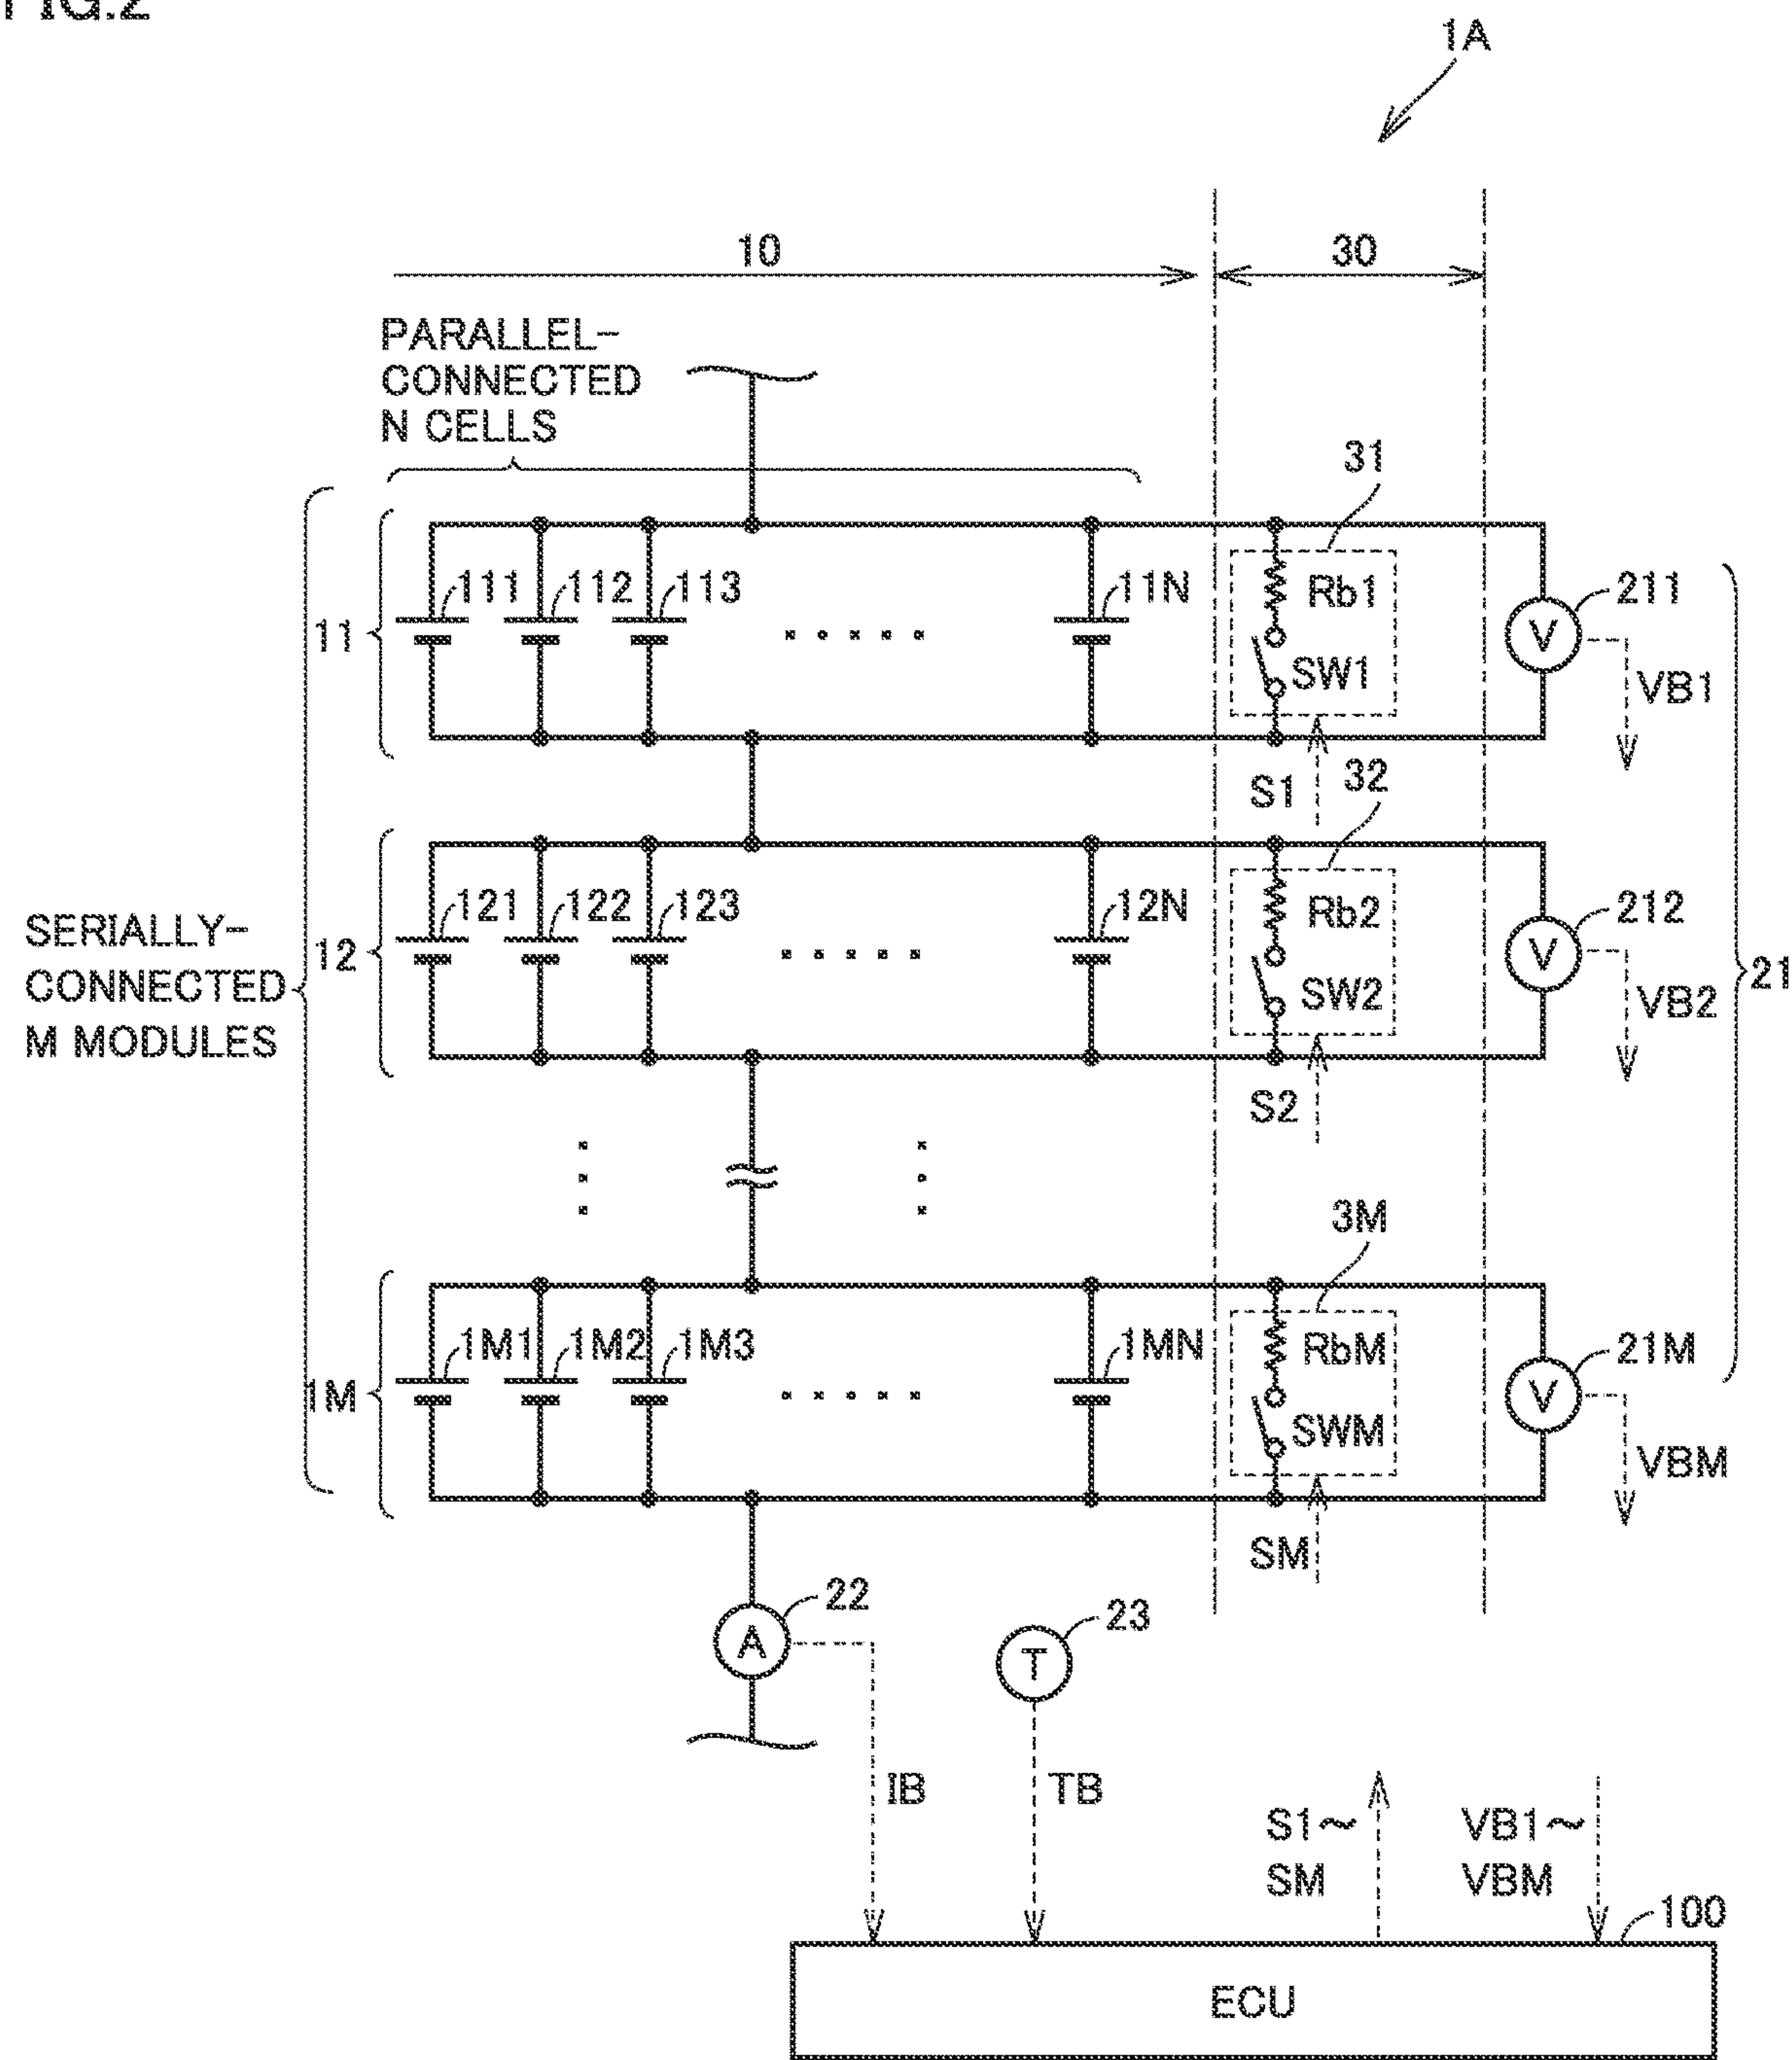 FIG.2
1A
10
30
PARALLEL-
CONNECTED
N CELLS
31
111
112
113
11N
Rb1
211
11
V
SW1
VB1
S1
32
121
122
123
12N
Rb2
212
SERIALLY-
CONNECTED
M MODULES
12
V
SW2
VB2
21
S2
3M
1M1
1M2
1M3
1MN
RbM
21M
1M
V
SWM
VBM
SM
22
23
A
T
IB
TB
S1~
SM
VB1~
VBM
100
ECU